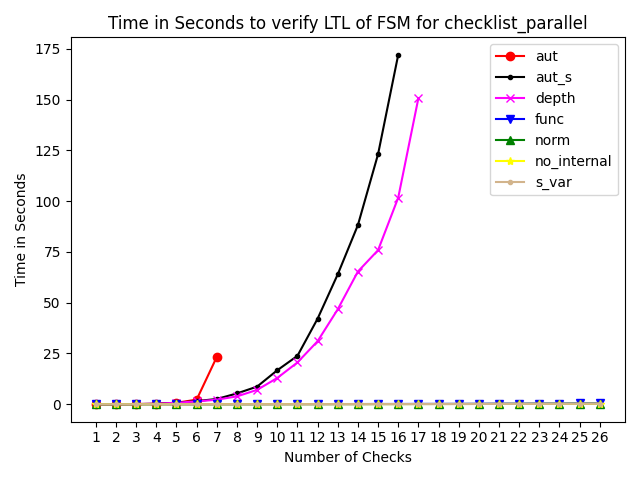 Time in Seconds to verify LTL of FSM for checklist_parallel
175
150
125
100
75
50
25
0
Time in Seconds
aut
aut_s
depth
func
norm
no_internal
s_var
1 2 3 4 5 6 7 8 9 10 11 12 13 14 15 16 17 18 19 20 21 22 23 24 25 26
Number of Checks